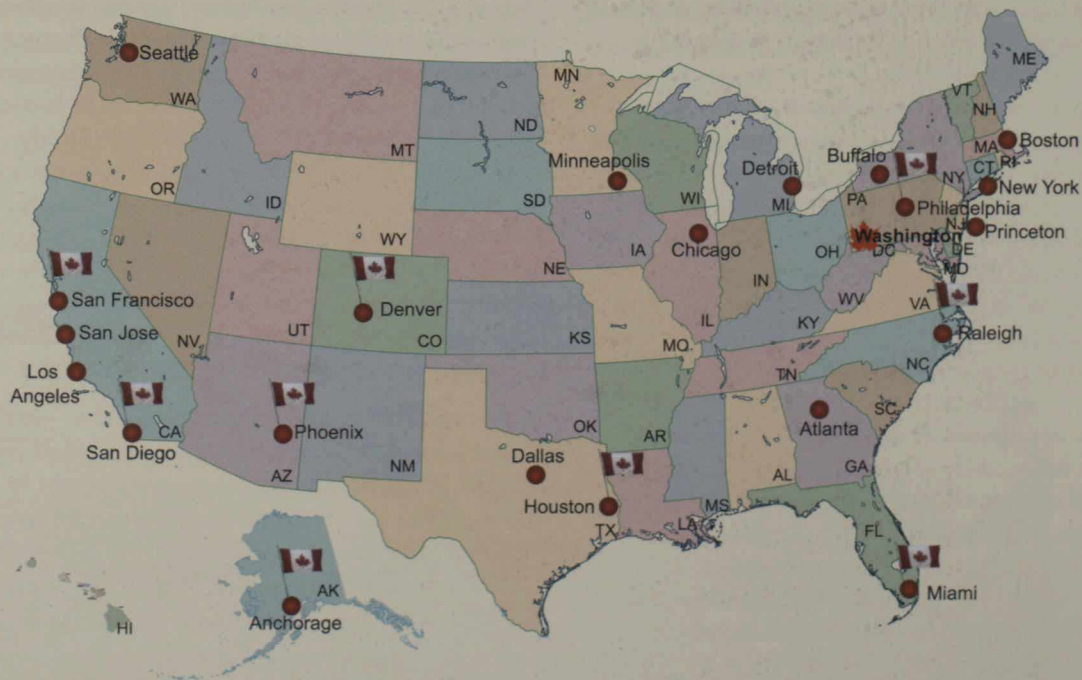 Seattle
WA
MT
ND
MN
ME
VT
NH
MA
Boston
OR
ID
SD
Minneapolis
WI
Detroit
MI
Buffalo
NY
CT
RI
New York
PA
Philadelphia
NJ
Princeton
WY
NE
IA
Chicago
IN
OH
Washington
DC
DE
MD
San Francisco
San Jose
Los
Angeles
NV
UT
Denver
CO
KS
MO
IL
KY
WV
VA
Raleigh
NC
TN
San Diego
CA
Phoenix
AZ
NM
OK
AR
Dallas
Houston
TX
LA
MS
AL
Atlanta
GA
SC
FL
Miami
HI
AK
Anchorage